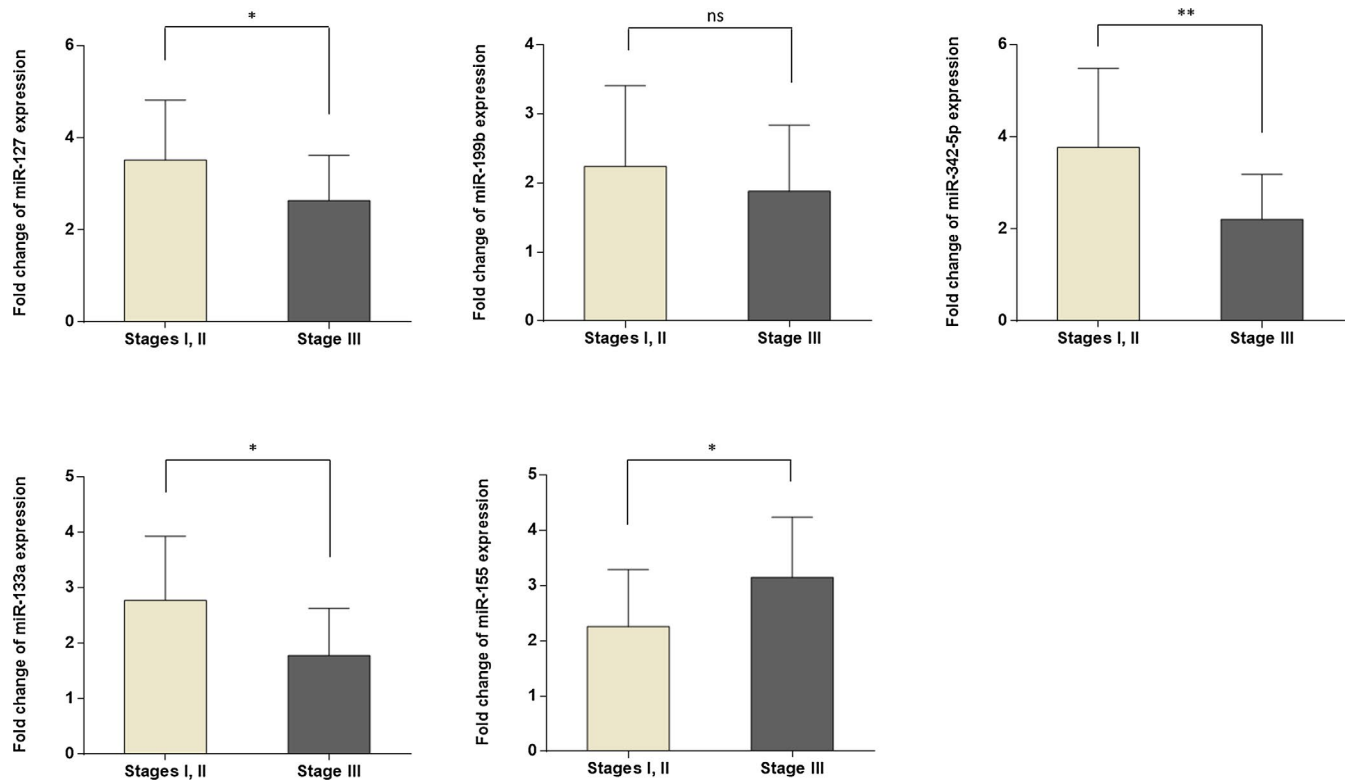 *
Fold change of miR-127 expression
6
4
2
0
Stages I, II
Stage III
ns
Fold change of miR-199b expression
4
3
2
1
0
Stages I, II
Stage III
**
Fold change of miR-342-5p expression
6
4
2
0
Stages I, II
Stage III
*
Fold change of miR-133a expression
5
4
3
2
1
0
Stages I, II
Stage III
*
Fold change of miR-155 expression
5
4
3
2
1
0
Stages I, II
Stage III